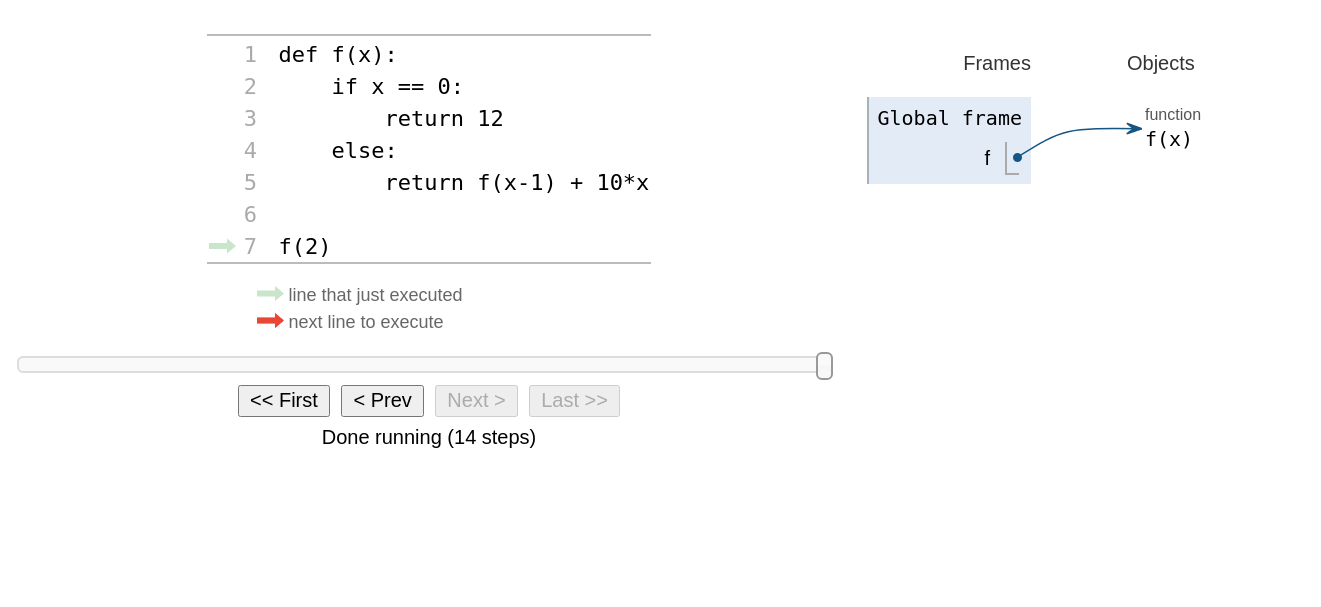 1 def f(x):
2     if x == 0:
3         return 12
4     else:
5         return f(x-1) + 10*x
6
7 f(2)
line that just executed
next line to execute
<< First < Prev Next > Last >>
Done running (14 steps)
Frames Objects
Global frame
f
function
f(x)